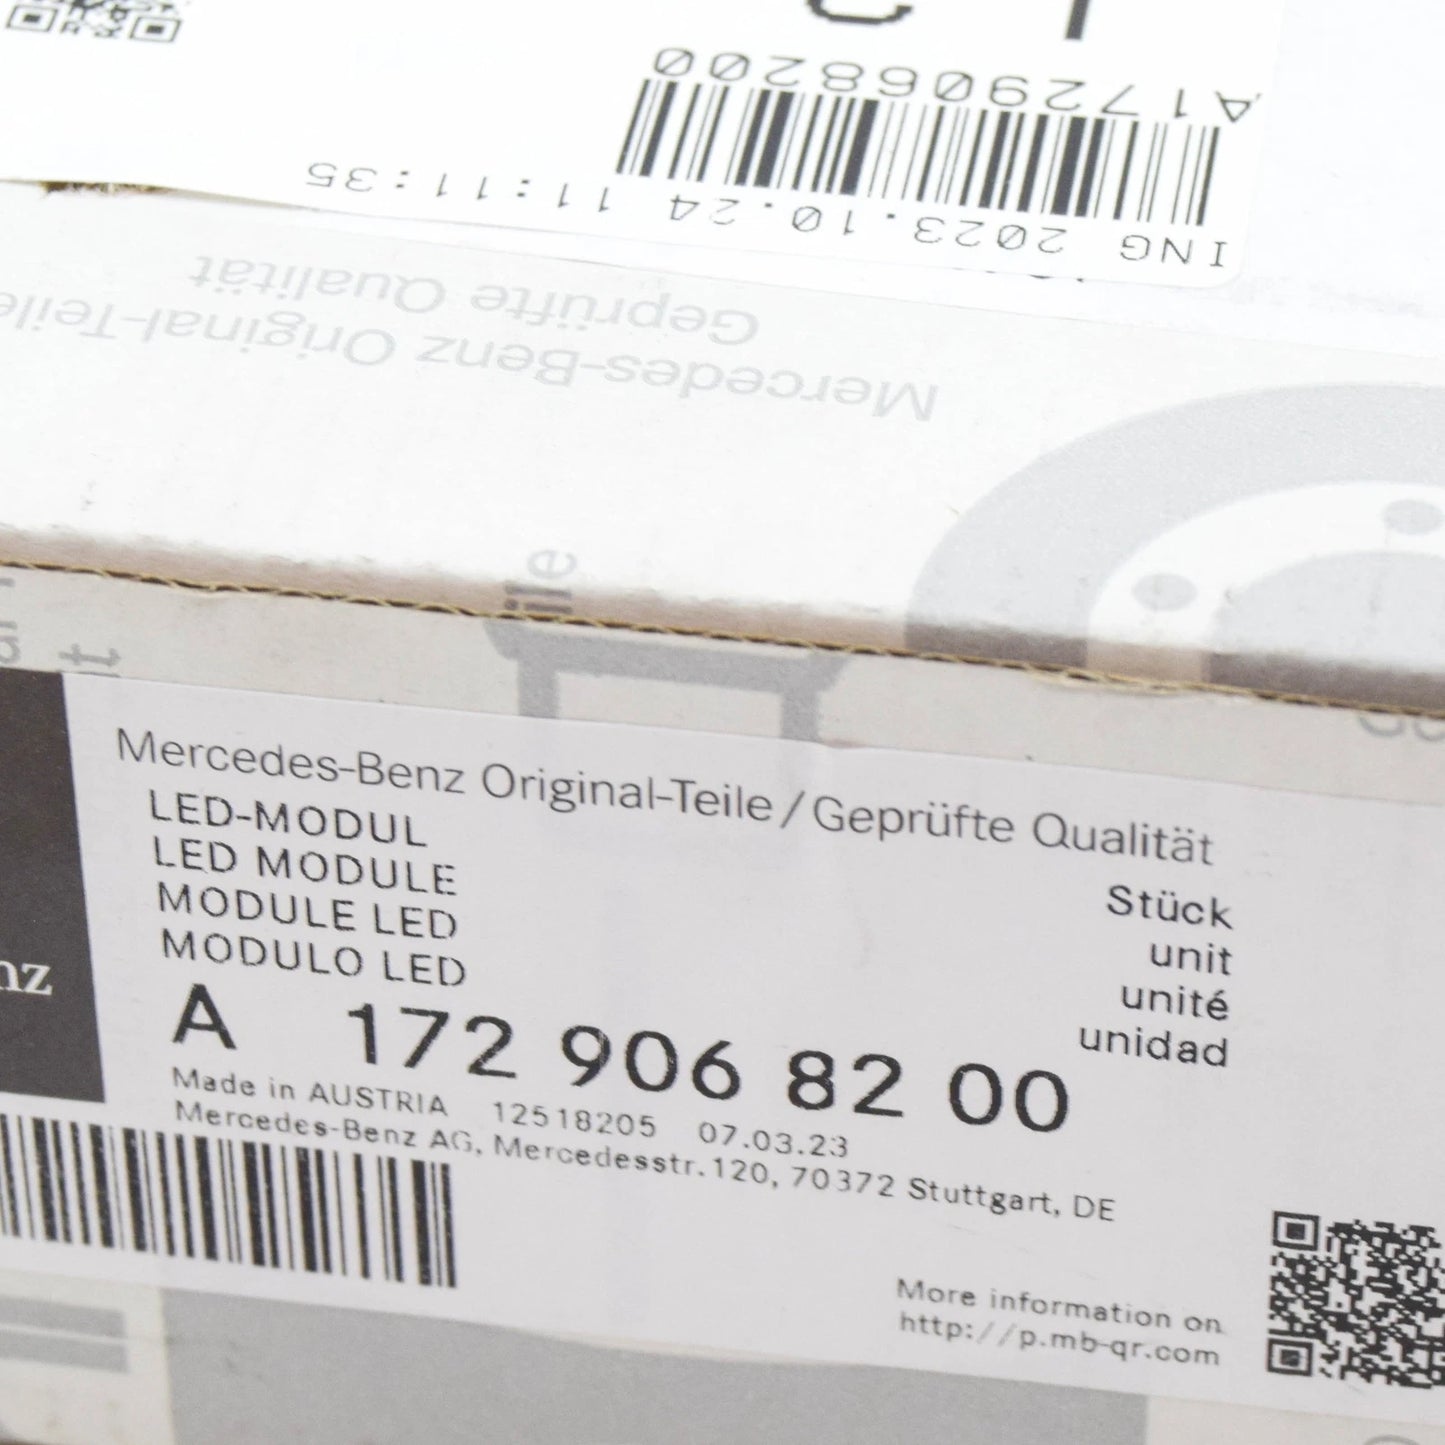 A1729068200
ING 2023.10.24 11:11:35
Mercedes-Benz Original-Teile
Geprüfte Qualität
Mercedes-Benz Original-Teile / Geprüfte Qualität
LED-MODUL
LED MODULE
MODULE LED
MODULO LED
Stück
unit
unité
unidad
A 172 906 82 00
Made in AUSTRIA 12518205 07.03.23
Mercedes-Benz AG, Mercedesstr.120, 70372 Stuttgart, DE
More information on
http://p.mb-qr.com